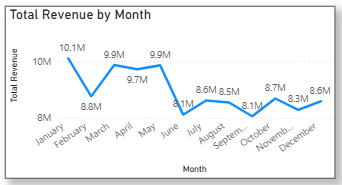 Total Revenue by Month
Total Revenue
10M
8M
10.1M
8.8M
9.9M
9.7M
9.9M
8.1M
8.6M
8.5M
8.1M
8.7M
8.3M
8.6M
January
February
March
April
May
June
July
August
Septem...
October
Novemb...
December
Month